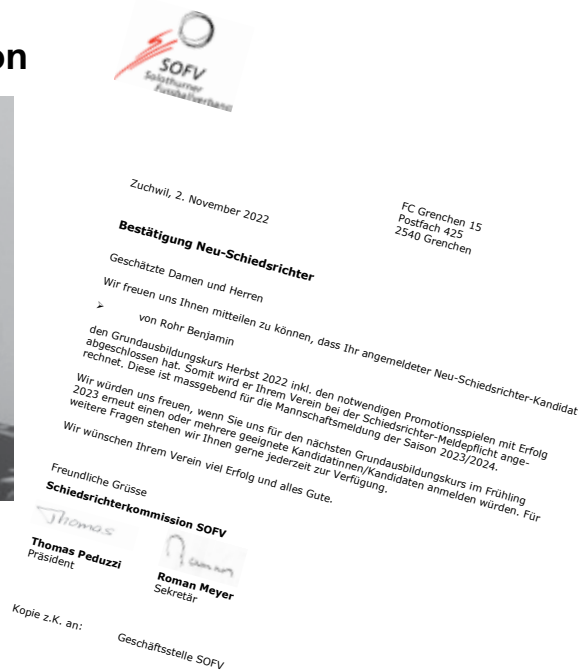 on
SOFV
Solothurner
Fussballverband
Zuchwil, 2. November 2022
FC Grenchen 15
Postfach 425
2540 Grenchen
Bestätigung Neu-Schiedsrichter
Geschätzte Damen und Herren
Wir freuen uns Ihnen mitteilen zu können, dass Ihr angemeldeter Neu-Schiedsrichter-Kandidat
➢ von Rohr Benjamin
den Grundausbildungskurs Herbst 2022 inkl. den notwendigen Promotionsspielen mit Erfolg
abgeschlossen hat. Somit wird er Ihrem Verein bei der Schiedsrichter-Meldepflicht ange-
rechnet. Diese ist massgebend für die Mannschaftsmeldung der Saison 2023/2024.
Wir würden uns freuen, wenn Sie uns für den nächsten Grundausbildungskurs im Frühling
2023 erneut einen oder mehrere geeignete Kandidatinnen/Kandidaten anmelden würden. Für
weitere Fragen stehen wir Ihnen gerne jederzeit zur Verfügung.
Wir wünschen Ihrem Verein viel Erfolg und alles Gute.
Freundliche Grüsse
Schiedsrichterkommission SOFV
Thomas
Thomas Peduzzi
Präsident
Roman Meyer
Sekretär
Kopie z.K. an:
Geschäftsstelle SOFV